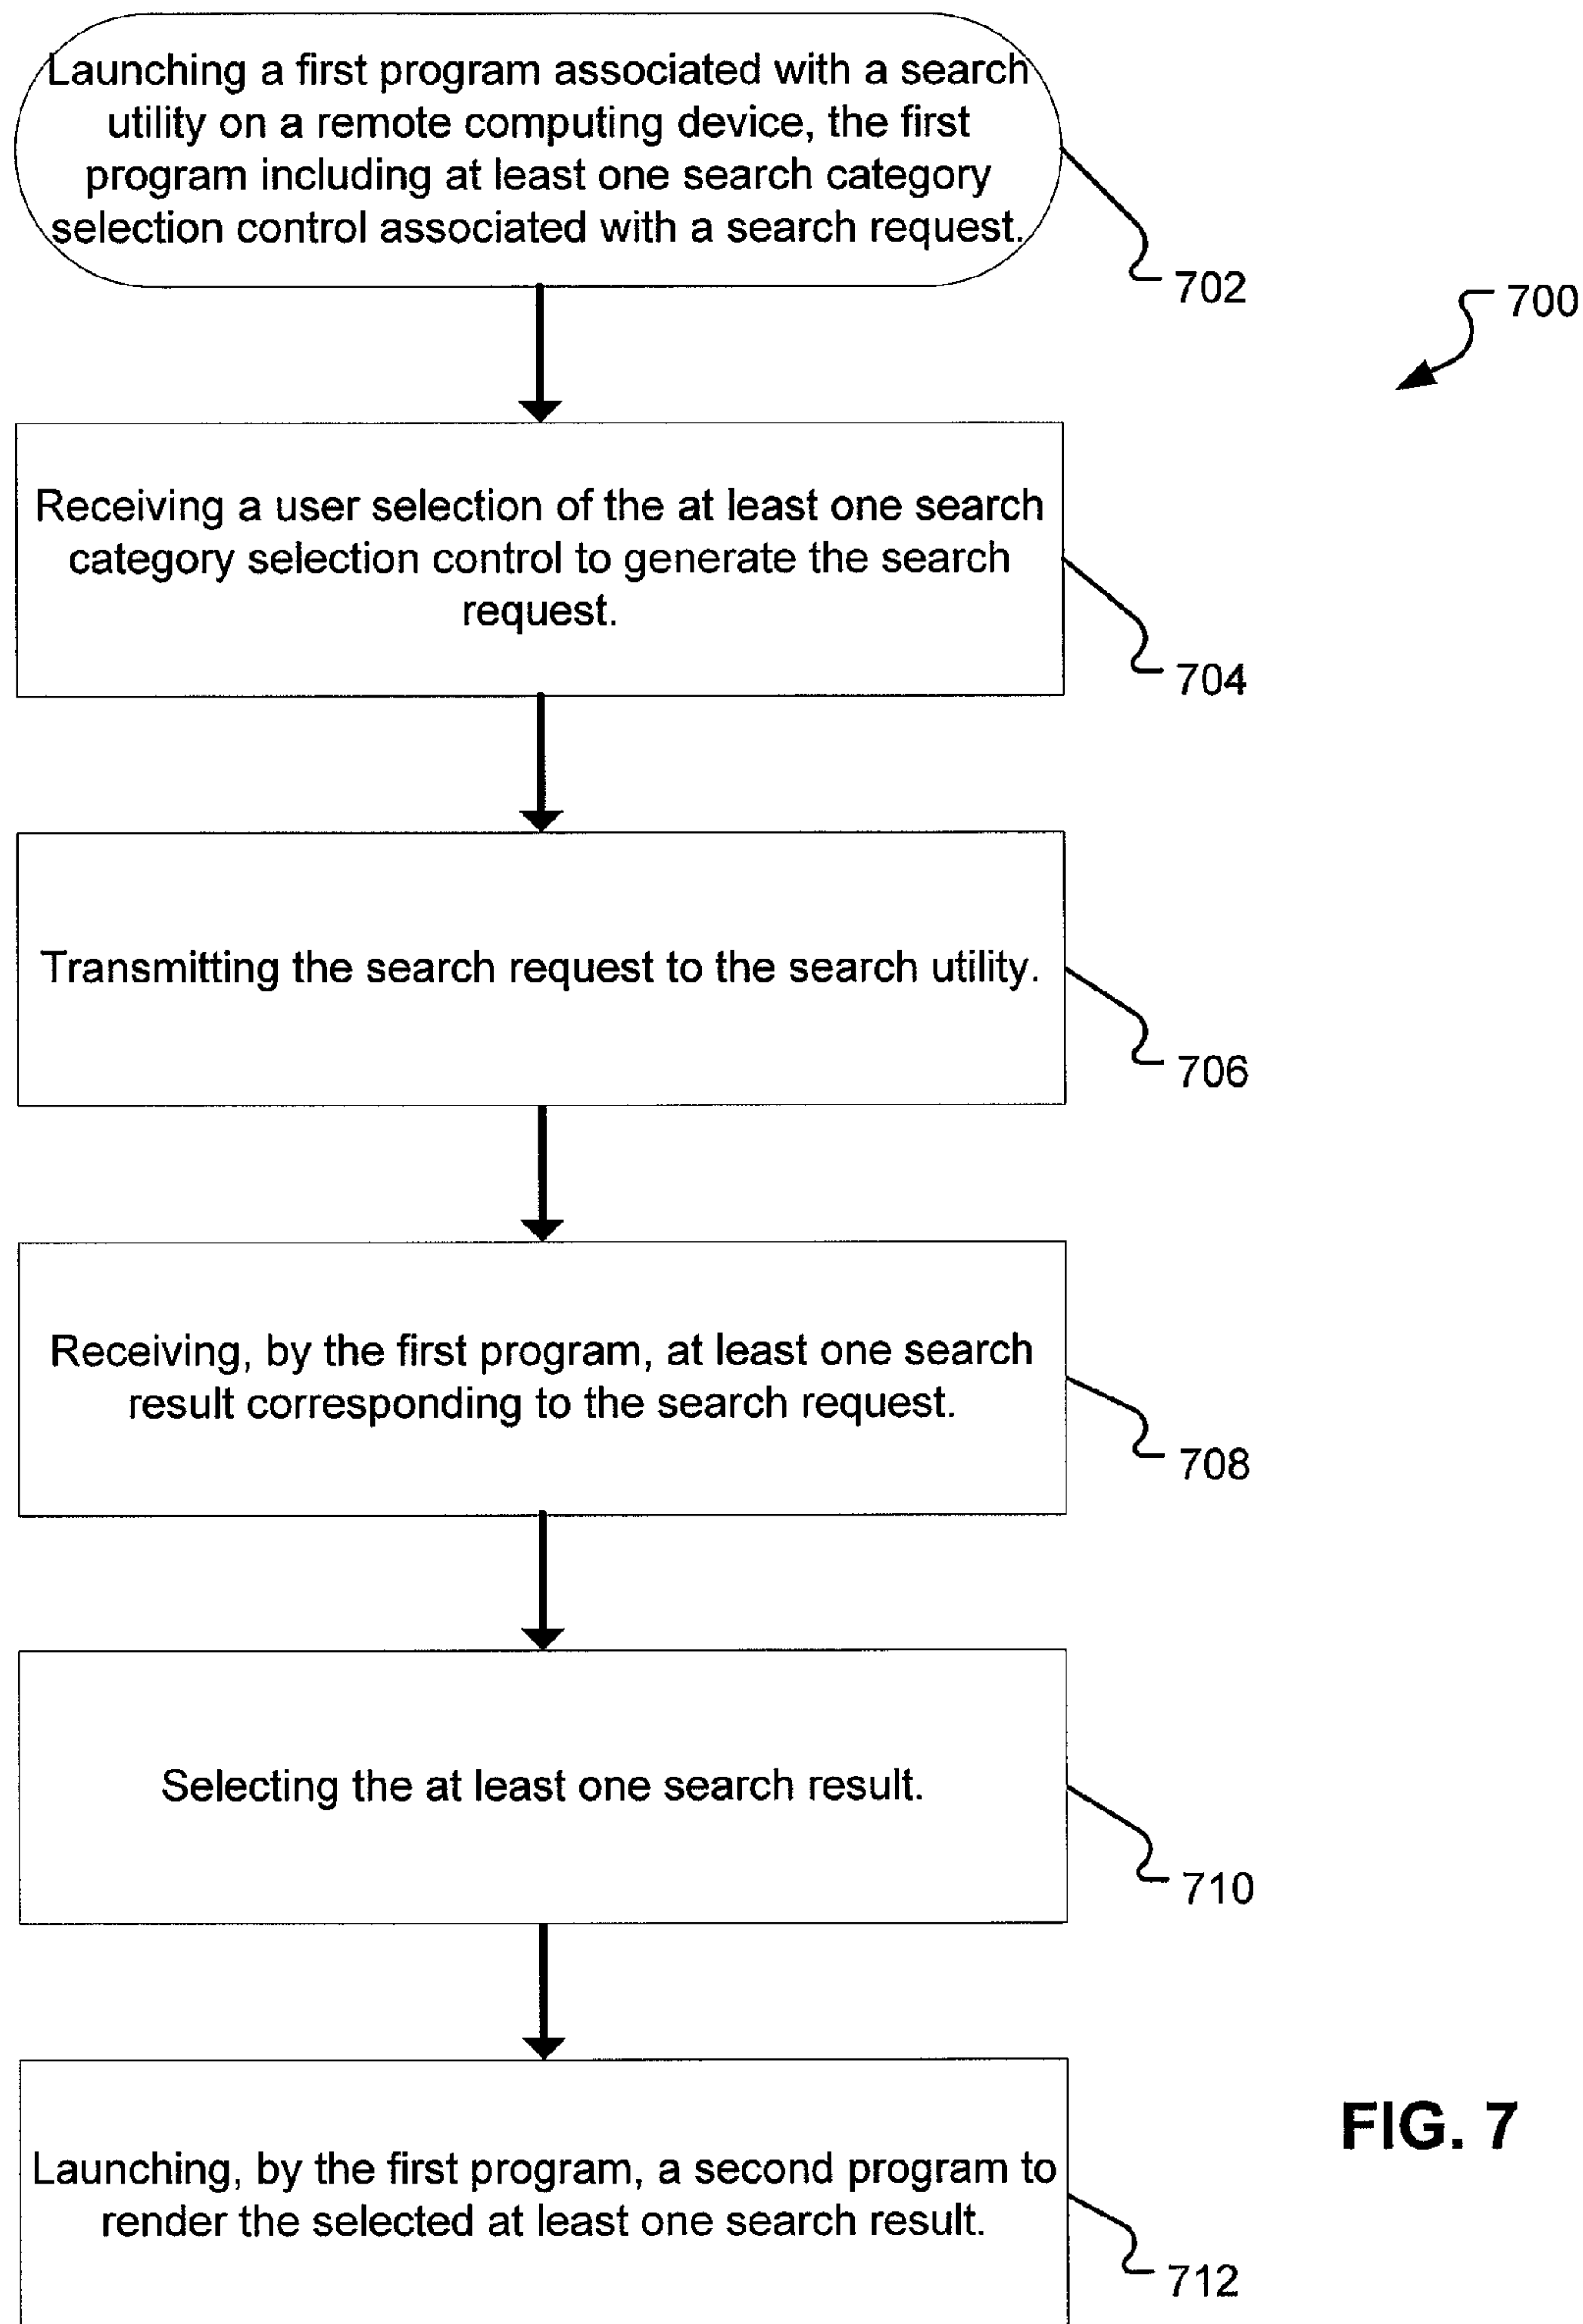 Launching a first program associated with a search
utility on a remote computing device, the first
program including at least one search category
selection control associated with a search request.
702
700
Receiving a user selection of the at least one search
category selection control to generate the search
request.
704
Transmitting the search request to the search utility.
706
Receiving, by the first program, at least one search
result corresponding to the search request.
708
Selecting the at least one search result.
710
Launching, by the first program, a second program to
render the selected at least one search result.
712
FIG. 7